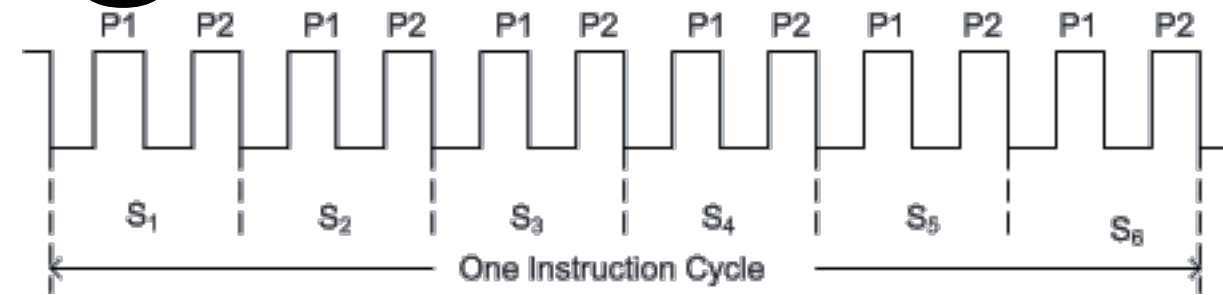 P1 P2 P1 P2 P1 P2 P1 P2 P1 P2 P1 P2
S₁ S₂ S₃ S₄ S₅ S₆
One Instruction Cycle